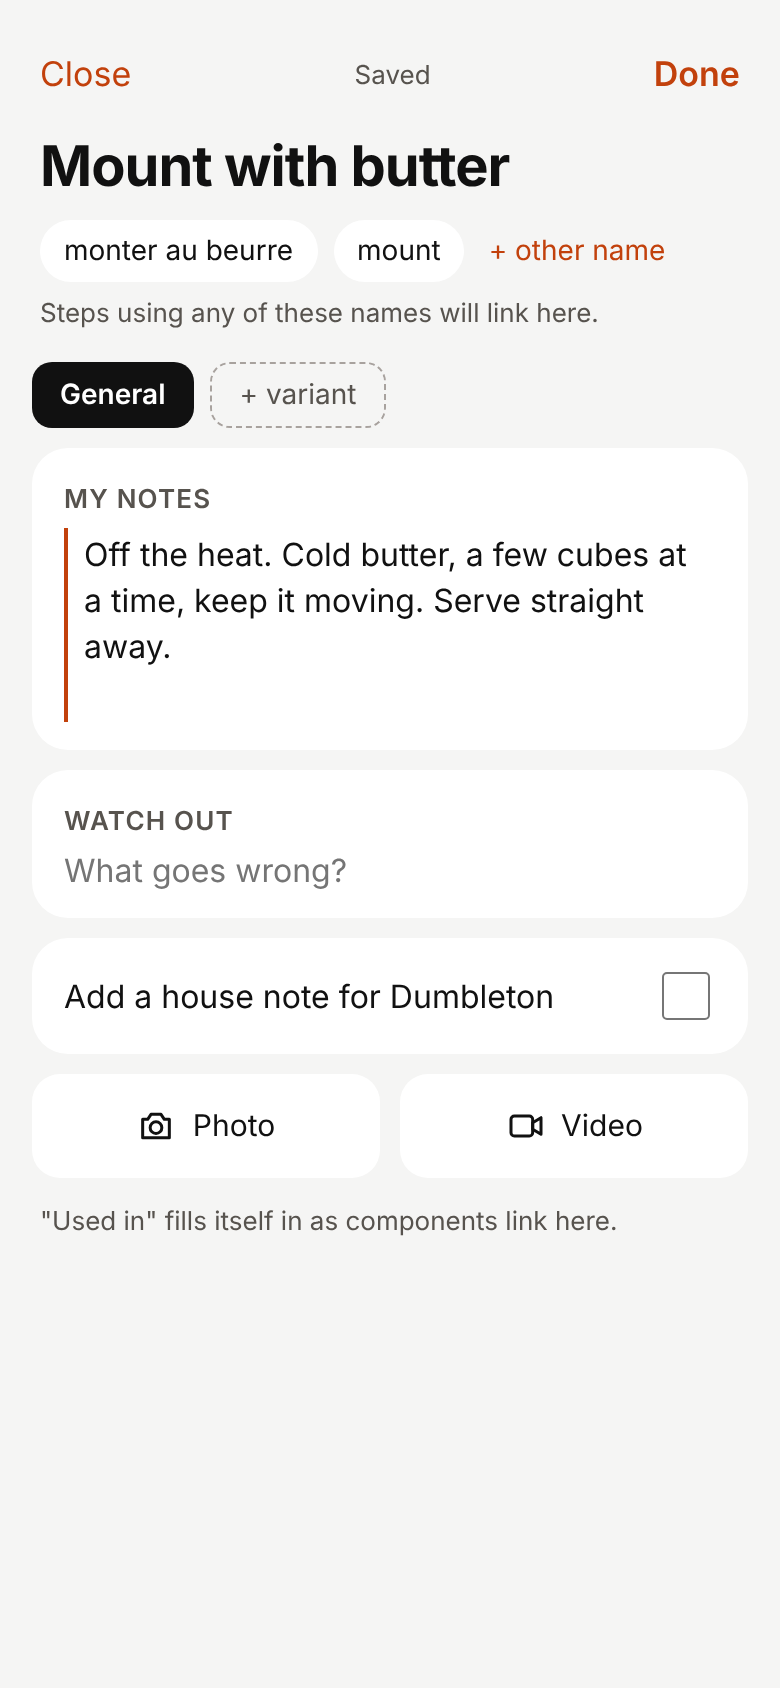 Close Saved Done
Mount with butter
monter au beurre mount + other name
Steps using any of these names will link here.
General + variant
MY NOTES
Off the heat. Cold butter, a few cubes at
a time, keep it moving. Serve straight
away.
WATCH OUT
What goes wrong?
Add a house note for Dumbleton
Photo Video
"Used in" fills itself in as components link here.